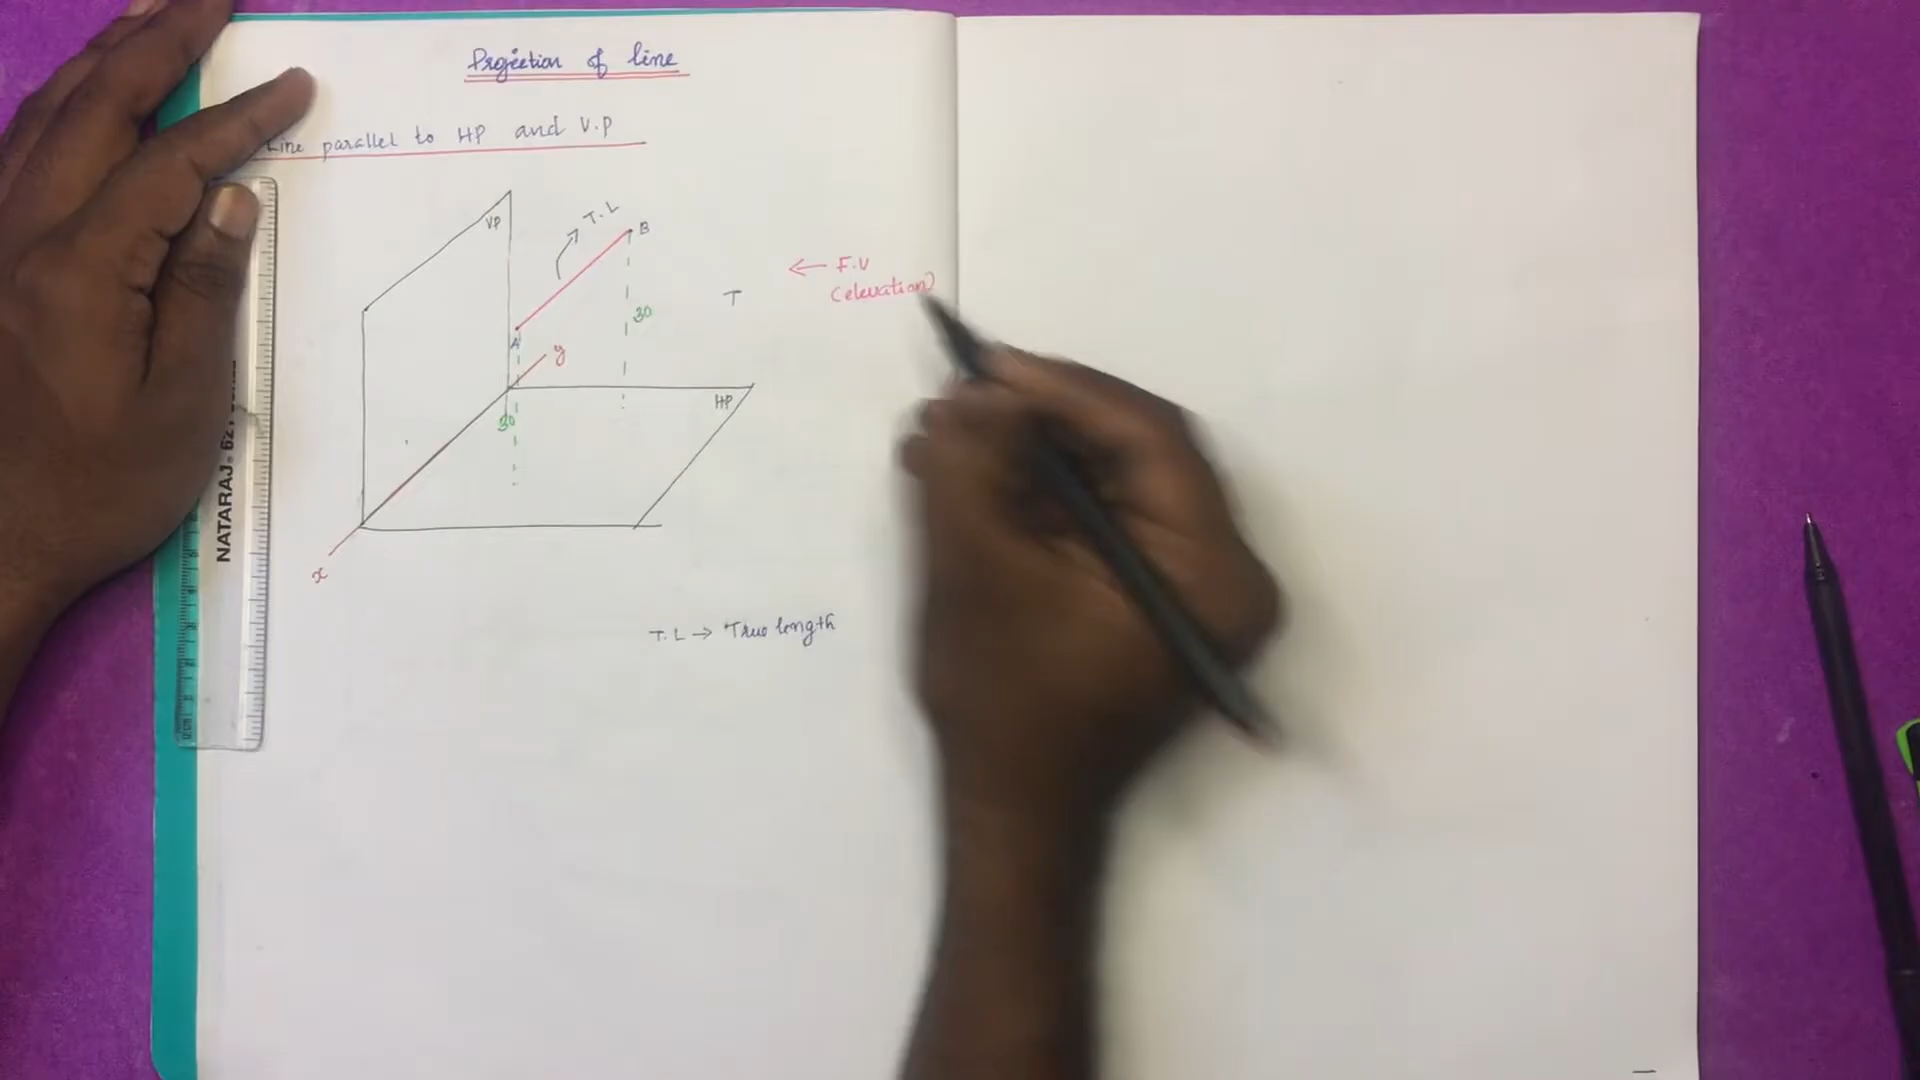 Projection of line
Line parallel to HP and V.P
VP
T.L
B
F.V
(elevation)
T
30
A
y
HP
30
x
T.L → True length
NATARAJ